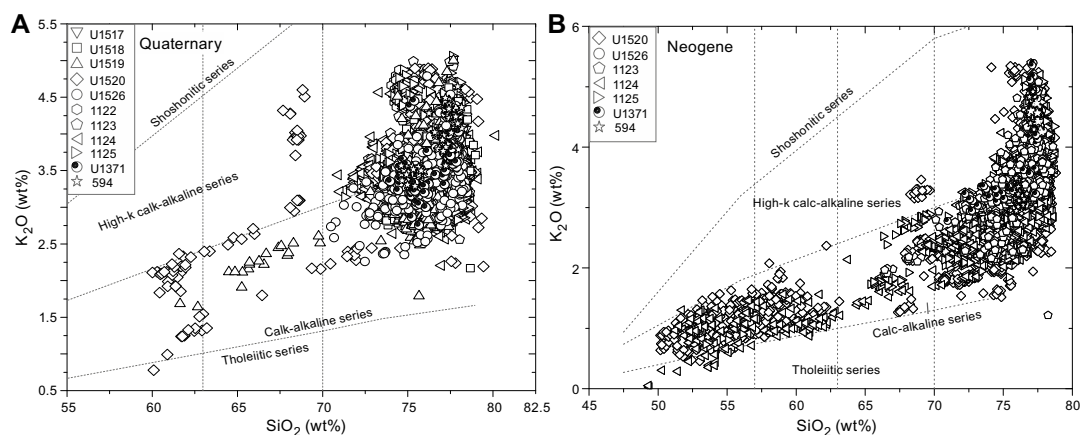 A
Quaternary
U1517
U1518
U1519
U1520
U1526
1122
1123
1124
1125
U1371
594
Shoshonitic series
High-k calk-alkaline series
Calk-alkaline series
Tholeiitic series
5.5
4.5
3.5
2.5
1.5
0.5
K2O (wt%)
55
60
65
70
75
80
82.5
SiO2 (wt%)
B
Neogene
U1520
U1526
1123
1124
1125
U1371
594
Shoshonitic series
High-k calc-alkaline series
Calc-alkaline series
Tholeiitic series
6
4
2
0
K2O (wt%)
45
50
55
60
65
70
75
80
SiO2 (wt%)